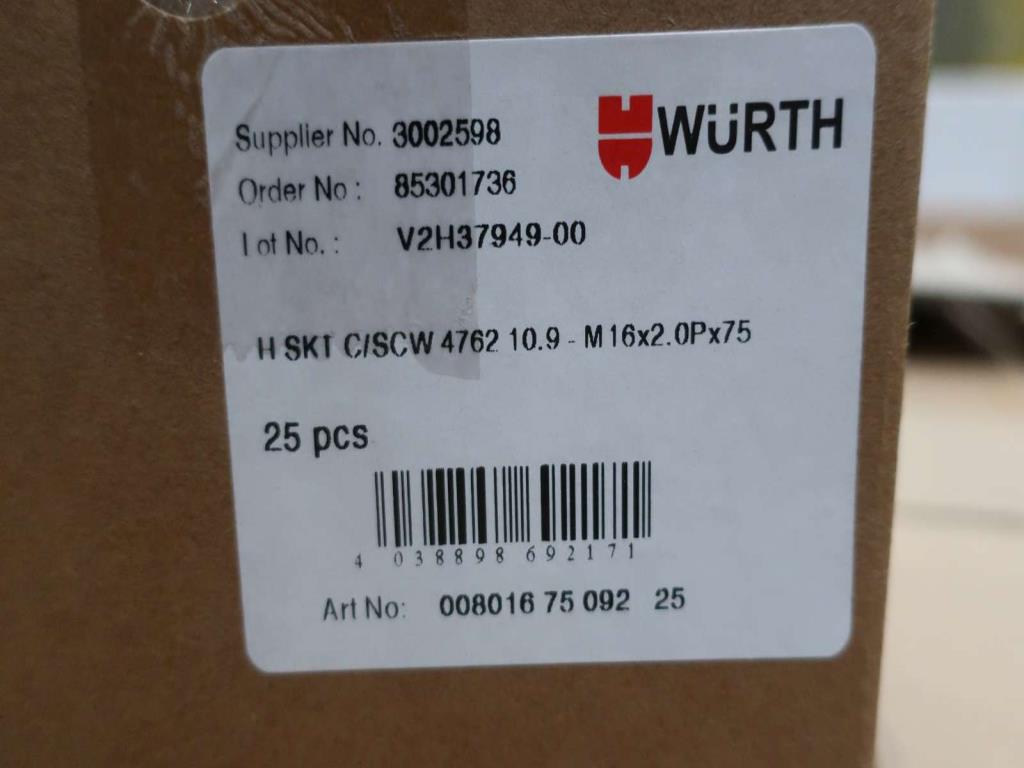 WÜRTH
Supplier No. 3002598
Order No : 85301736
Lot No. : V2H37949-00
H SKT C/SCW 4762 10.9 - M16x2.0Px75
25 pcs
4 038898 692171
Art No: 008016 75 092 25